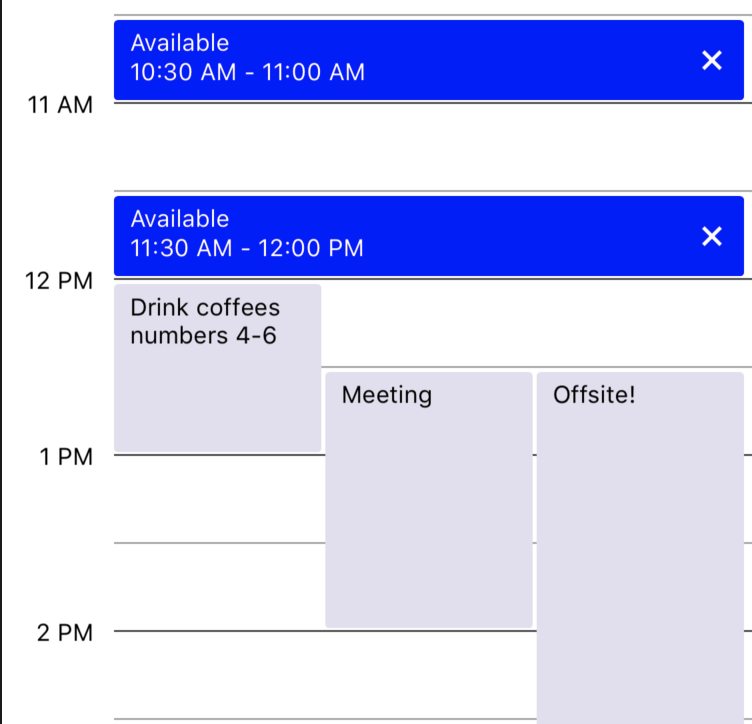 Available
10:30 AM - 11:00 AM
11 AM
Available
11:30 AM - 12:00 PM
12 PM
Drink coffees
numbers 4-6
Meeting
Offsite!
1 PM
2 PM